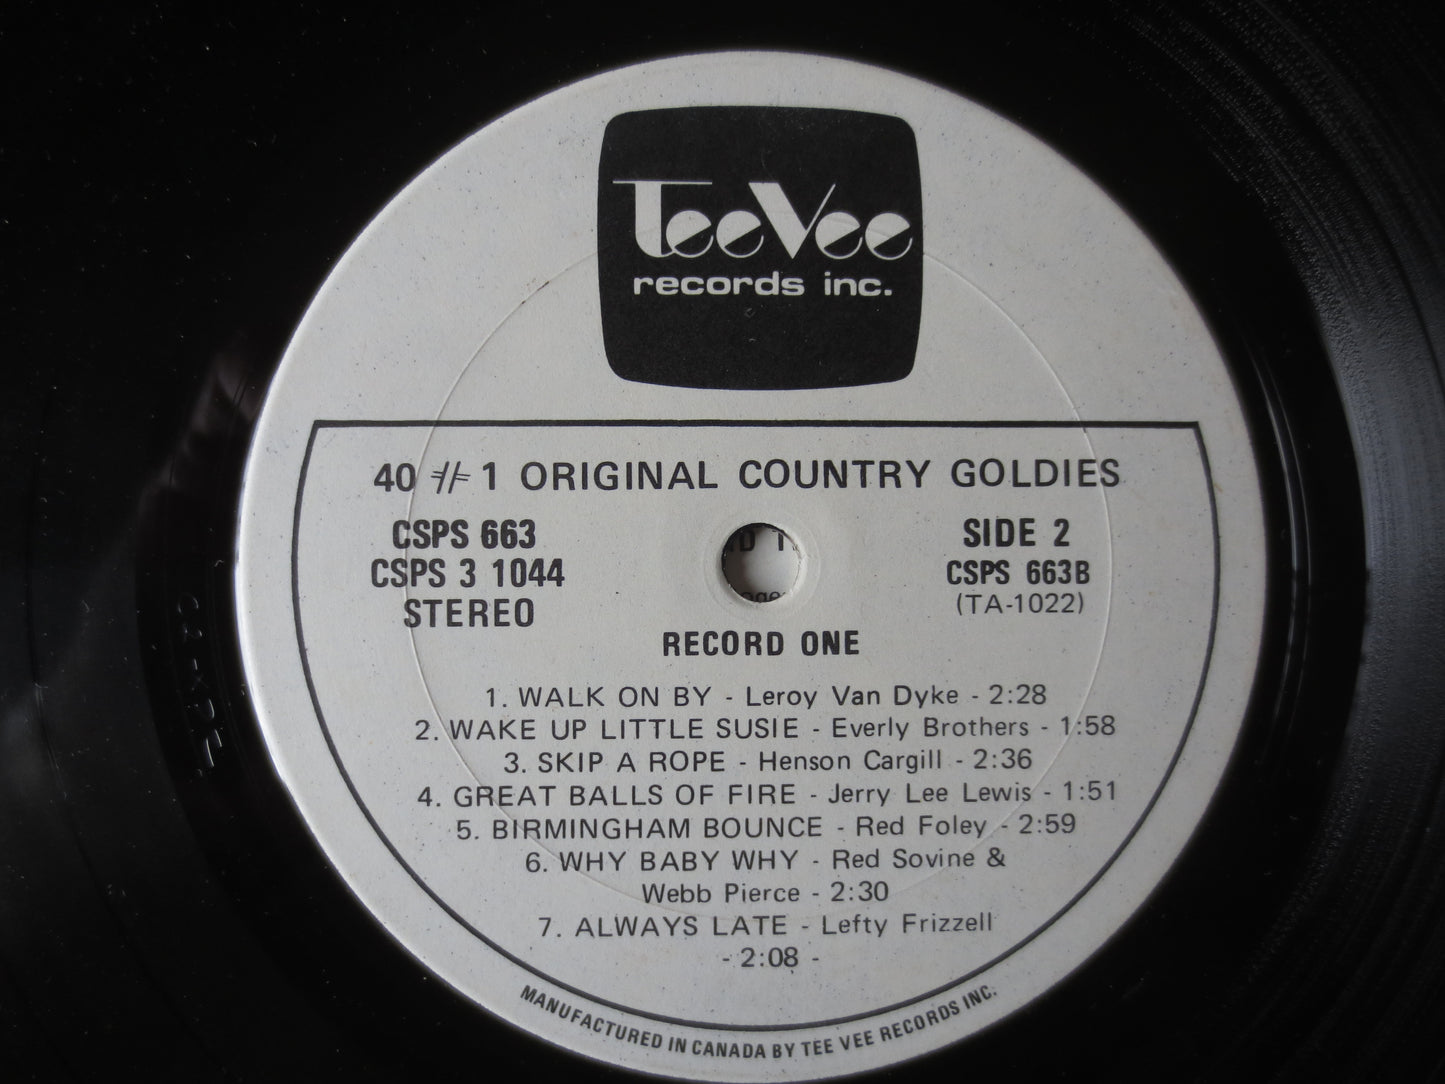 TeeVee
records inc.
40 # 1 ORIGINAL COUNTRY GOLDIES
CSPS 663
CSPS 3 1044
STEREO
SIDE 2
CSPS 663B
(TA-1022)
RECORD ONE
1. WALK ON BY - Leroy Van Dyke - 2:28
2. WAKE UP LITTLE SUSIE - Everly Brothers - 1:58
3. SKIP A ROPE - Henson Cargill - 2:36
4. GREAT BALLS OF FIRE - Jerry Lee Lewis - 1:51
5. BIRMINGHAM BOUNCE - Red Foley - 2:59
6. WHY BABY WHY - Red Sovine &
Webb Pierce - 2:30
7. ALWAYS LATE - Lefty Frizzell
- 2:08 -
MANUFACTURED IN CANADA BY TEE VEE RECORDS INC.